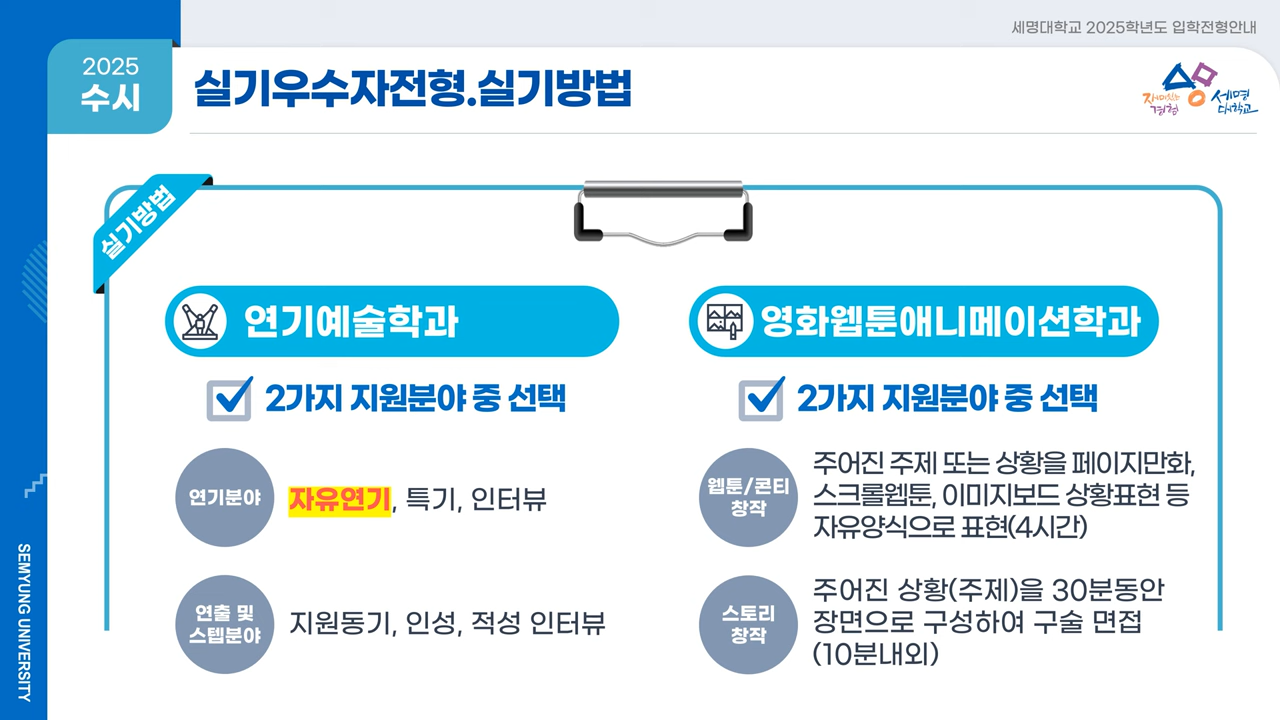 세명대학교 2025학년도 입학전형안내
2025
수시
실기우수자전형.실기방법
재미있는
경험
세명
대학교
실기방법
연기예술학과
2가지 지원분야 중 선택
연기분야
자유연기, 특기, 인터뷰
연출 및
스텝분야
지원동기, 인성, 적성 인터뷰
영화웹툰애니메이션학과
2가지 지원분야 중 선택
웹툰/콘티
창작
주어진 주제 또는 상황을 페이지만화,
스크롤웹툰, 이미지보드 상황표현 등
자유양식으로 표현(4시간)
스토리
창작
주어진 상황(주제)을 30분동안
장면으로 구성하여 구술 면접
(10분내외)
SEMYUNG UNIVERSITY